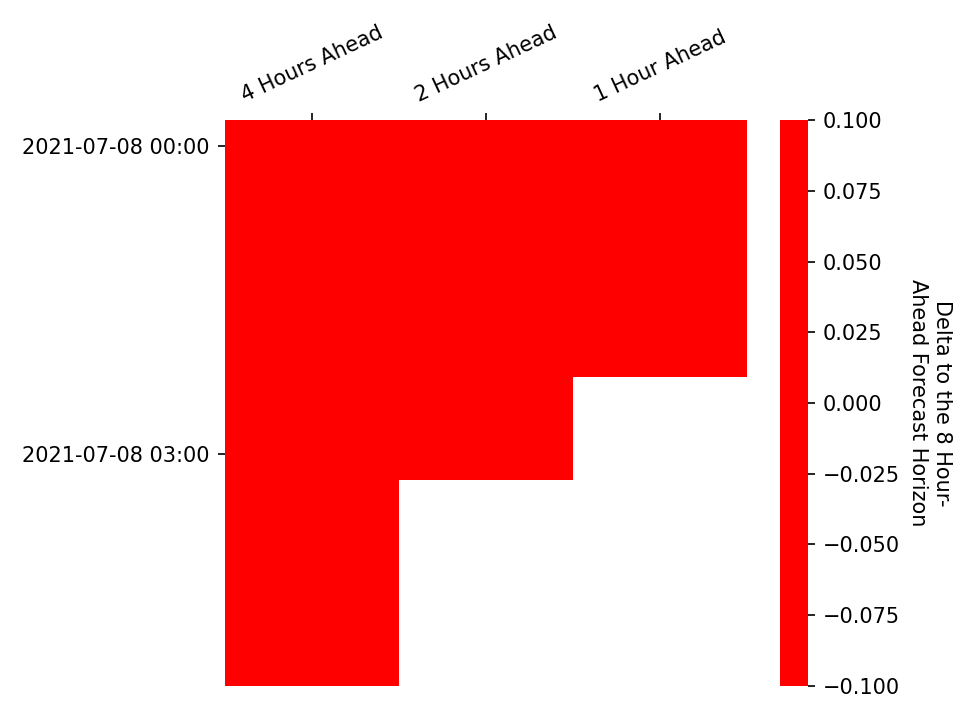 4 Hours Ahead
2 Hours Ahead
1 Hour Ahead
2021-07-08 00:00
2021-07-08 03:00
0.100
0.075
0.050
0.025
0.000
−0.025
−0.050
−0.075
−0.100
Delta to the 8 Hour-
Ahead Forecast Horizon